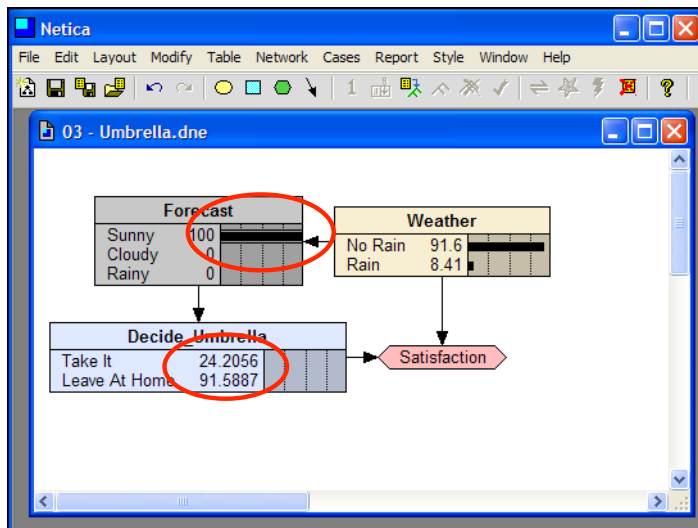 Netica
File Edit Layout Modify Table Network Cases Report Style Window Help
1 ?
03 - Umbrella.dne
Forecast
Sunny 100
Cloudy 0
Rainy 0
Weather
No Rain 91.6
Rain 8.41
Decide_Umbrella
Take It 24.2056
Leave At Home 91.5887
Satisfaction